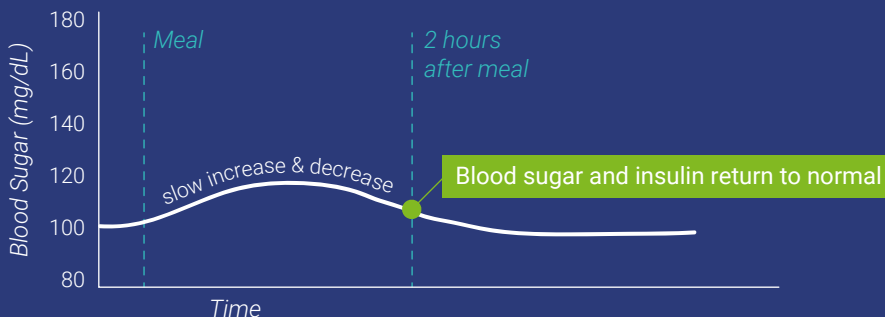 180
160
140
120
100
80
Blood Sugar (mg/dL)
Meal
2 hours
after meal
slow increase & decrease
Blood sugar and insulin return to normal
Time